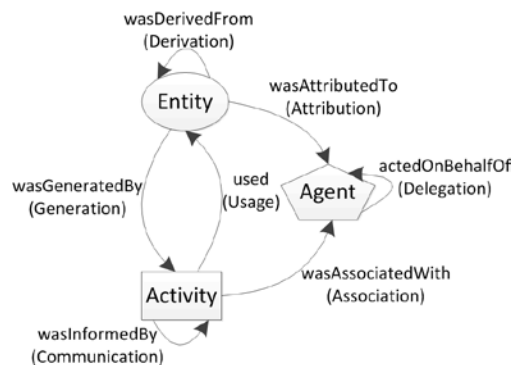 wasDerivedFrom
(Derivation)
Entity
wasAttributedTo
(Attribution)
wasGeneratedBy
(Generation)
used
(Usage)
actedOnBehalfOf
(Delegation)
Agent
Activity
wasAssociatedWith
(Association)
wasInformedBy
(Communication)